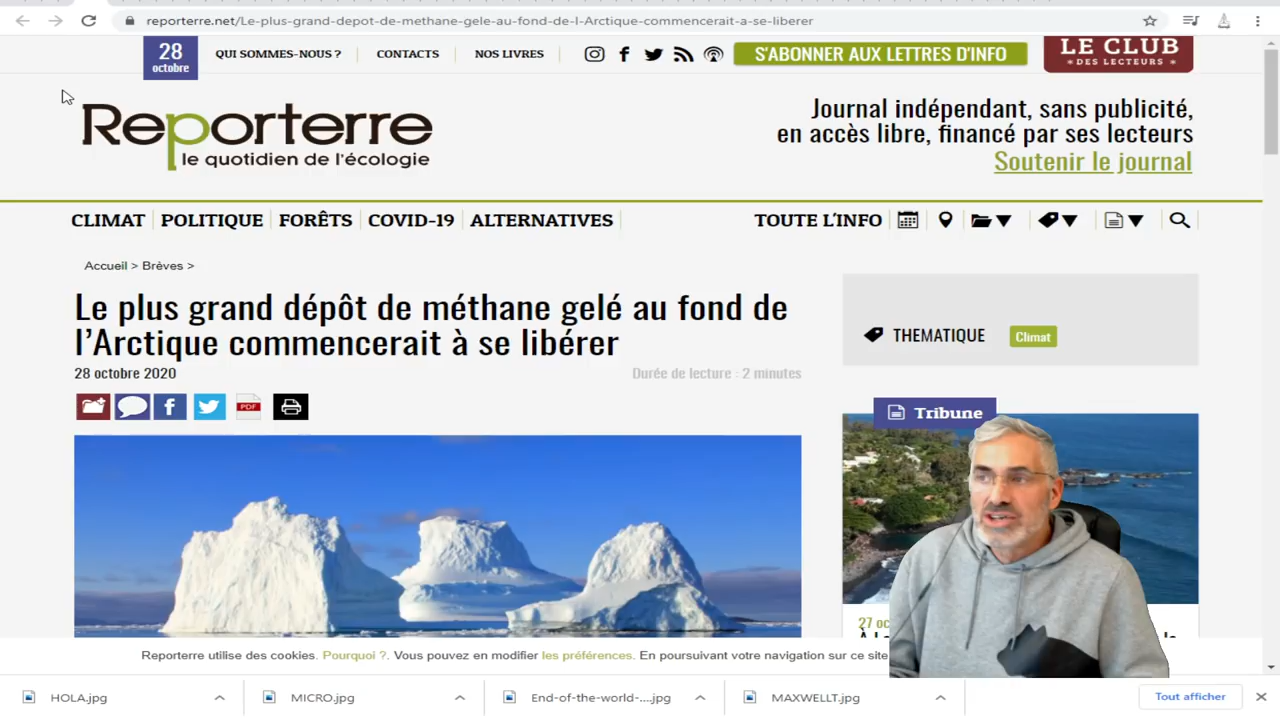 reporterre.net/Le-plus-grand-depot-de-methane-gele-au-fond-de-l-Arctique-commencerait-a-se-liberer
28
octobre
QUI SOMMES-NOUS ?
CONTACTS
NOS LIVRES
S'ABONNER AUX LETTRES D'INFO
LE CLUB
DES LECTEURS
Reporterre
le quotidien de l'écologie
Journal indépendant, sans publicité,
en accès libre, financé par ses lecteurs
Soutenir le journal
CLIMAT
POLITIQUE
FORÊTS
COVID-19
ALTERNATIVES
TOUTE L'INFO
Accueil > Brèves >
Le plus grand dépôt de méthane gelé au fond de
l’Arctique commencerait à se libérer
28 octobre 2020
Durée de lecture : 2 minutes
PDF
THEMATIQUE
Climat
Tribune
27
Reporterre utilise des cookies. Pourquoi ?. Vous pouvez en modifier les préférences. En poursuivant votre navigation sur ce site
HOLA.jpg
MICRO.jpg
End-of-the-world-....jpg
MAXWELLT.jpg
Tout afficher